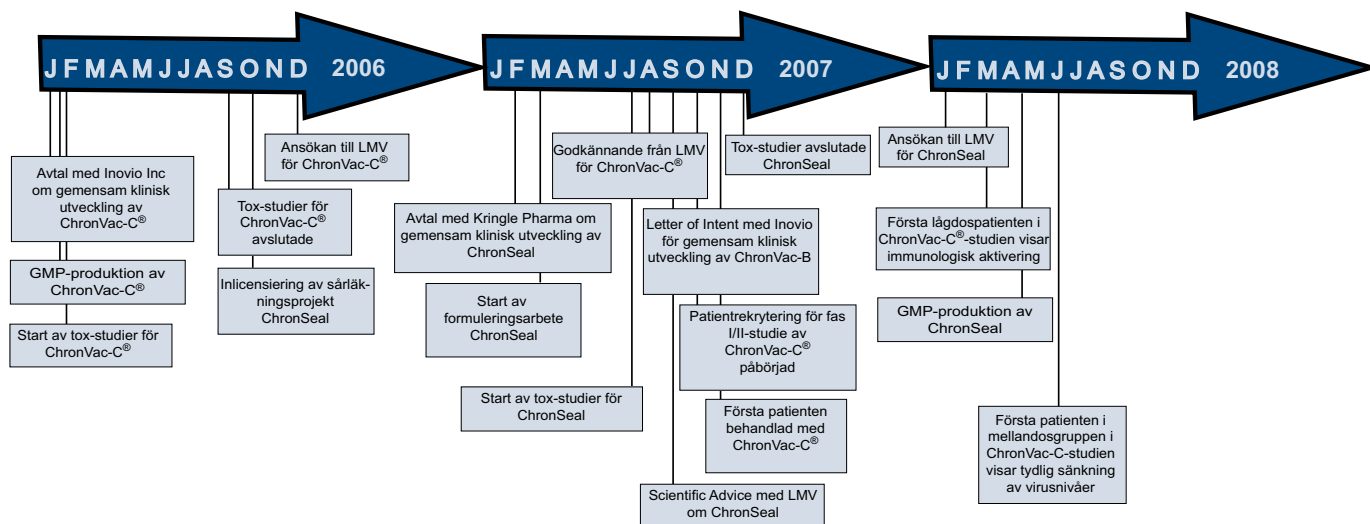 J F M A M J J A S O N D 2006
J F M A M J J A S O N D 2007
J F M A M J J A S O N D 2008
Avtal med Inovio Inc
om gemensam klinisk
utveckling av
ChronVac-C®
GMP-produktion av
ChronVac-C®
Start av tox-studier för
ChronVac-C®
Ansökan till LMV
för ChronVac-C®
Tox-studier för
ChronVac-C®
avslutade
Inlicensiering av sårläk-
ningsprojekt
ChronSeal
Avtal med Kringle Pharma om
gemensam klinisk utveckling av
ChronSeal
Start av
formuleringsarbete
ChronSeal
Start av tox-studier för
ChronSeal
Godkännande från LMV
för ChronVac-C®
Tox-studier avslutade
ChronSeal
Letter of Intent med Inovio
för gemensam klinisk
utveckling av ChronVac-B
Patientrekrytering för fas
I/II-studie av
ChronVac-C®
påbörjad
Första patienten
behandlad med
ChronVac-C®
Scientific Advice med LMV
om ChronSeal
Ansökan till LMV
för ChronSeal
Första lågdospatienten i
ChronVac-C®-studien visar
immunologisk aktivering
GMP-produktion av
ChronSeal
Första patienten i
mellandosgruppen i
ChronVac-C-studien
visar tydlig sänkning
av virusnivåer